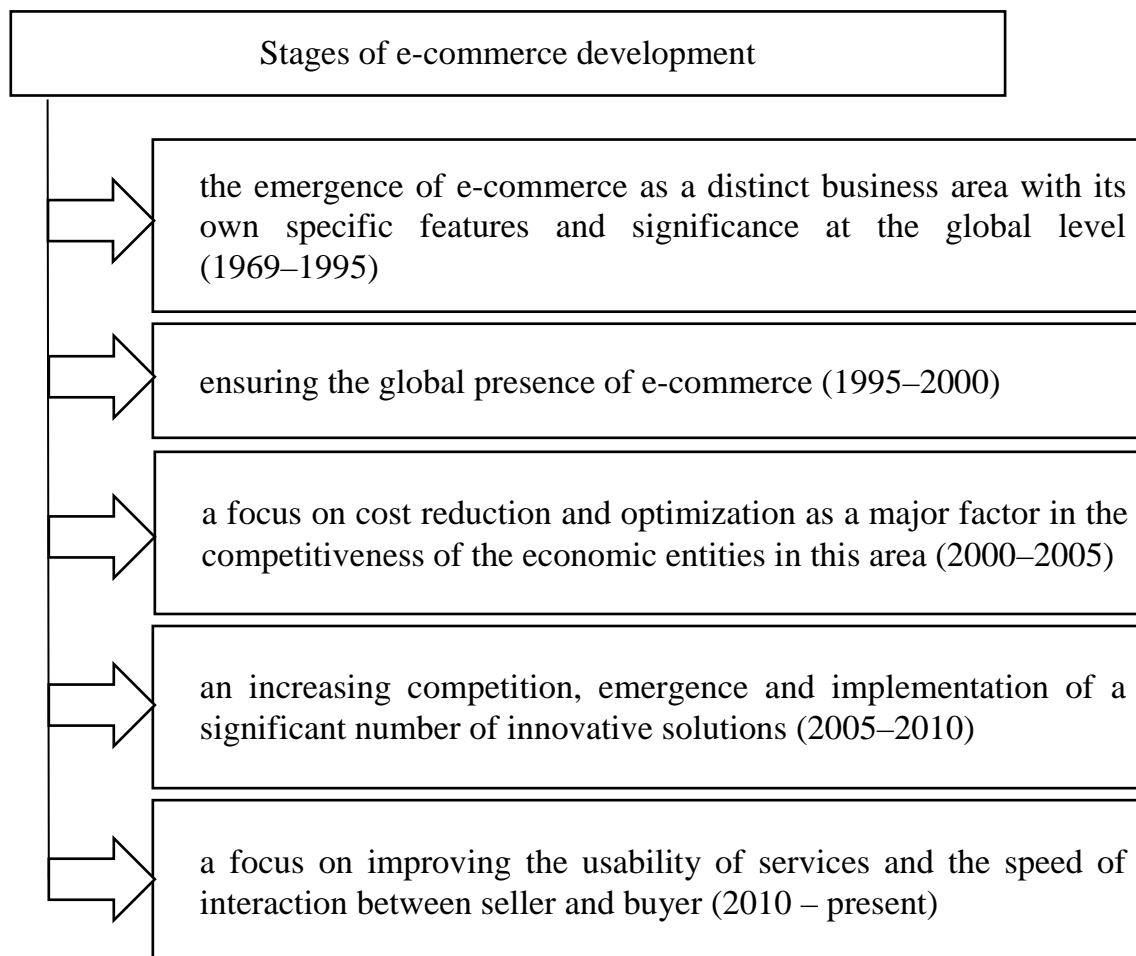 Stages of e-commerce development
the emergence of e-commerce as a distinct business area with its
own specific features and significance at the global level
(1969–1995)
ensuring the global presence of e-commerce (1995–2000)
a focus on cost reduction and optimization as a major factor in the
competitiveness of the economic entities in this area (2000–2005)
an increasing competition, emergence and implementation of a
significant number of innovative solutions (2005–2010)
a focus on improving the usability of services and the speed of
interaction between seller and buyer (2010 – present)